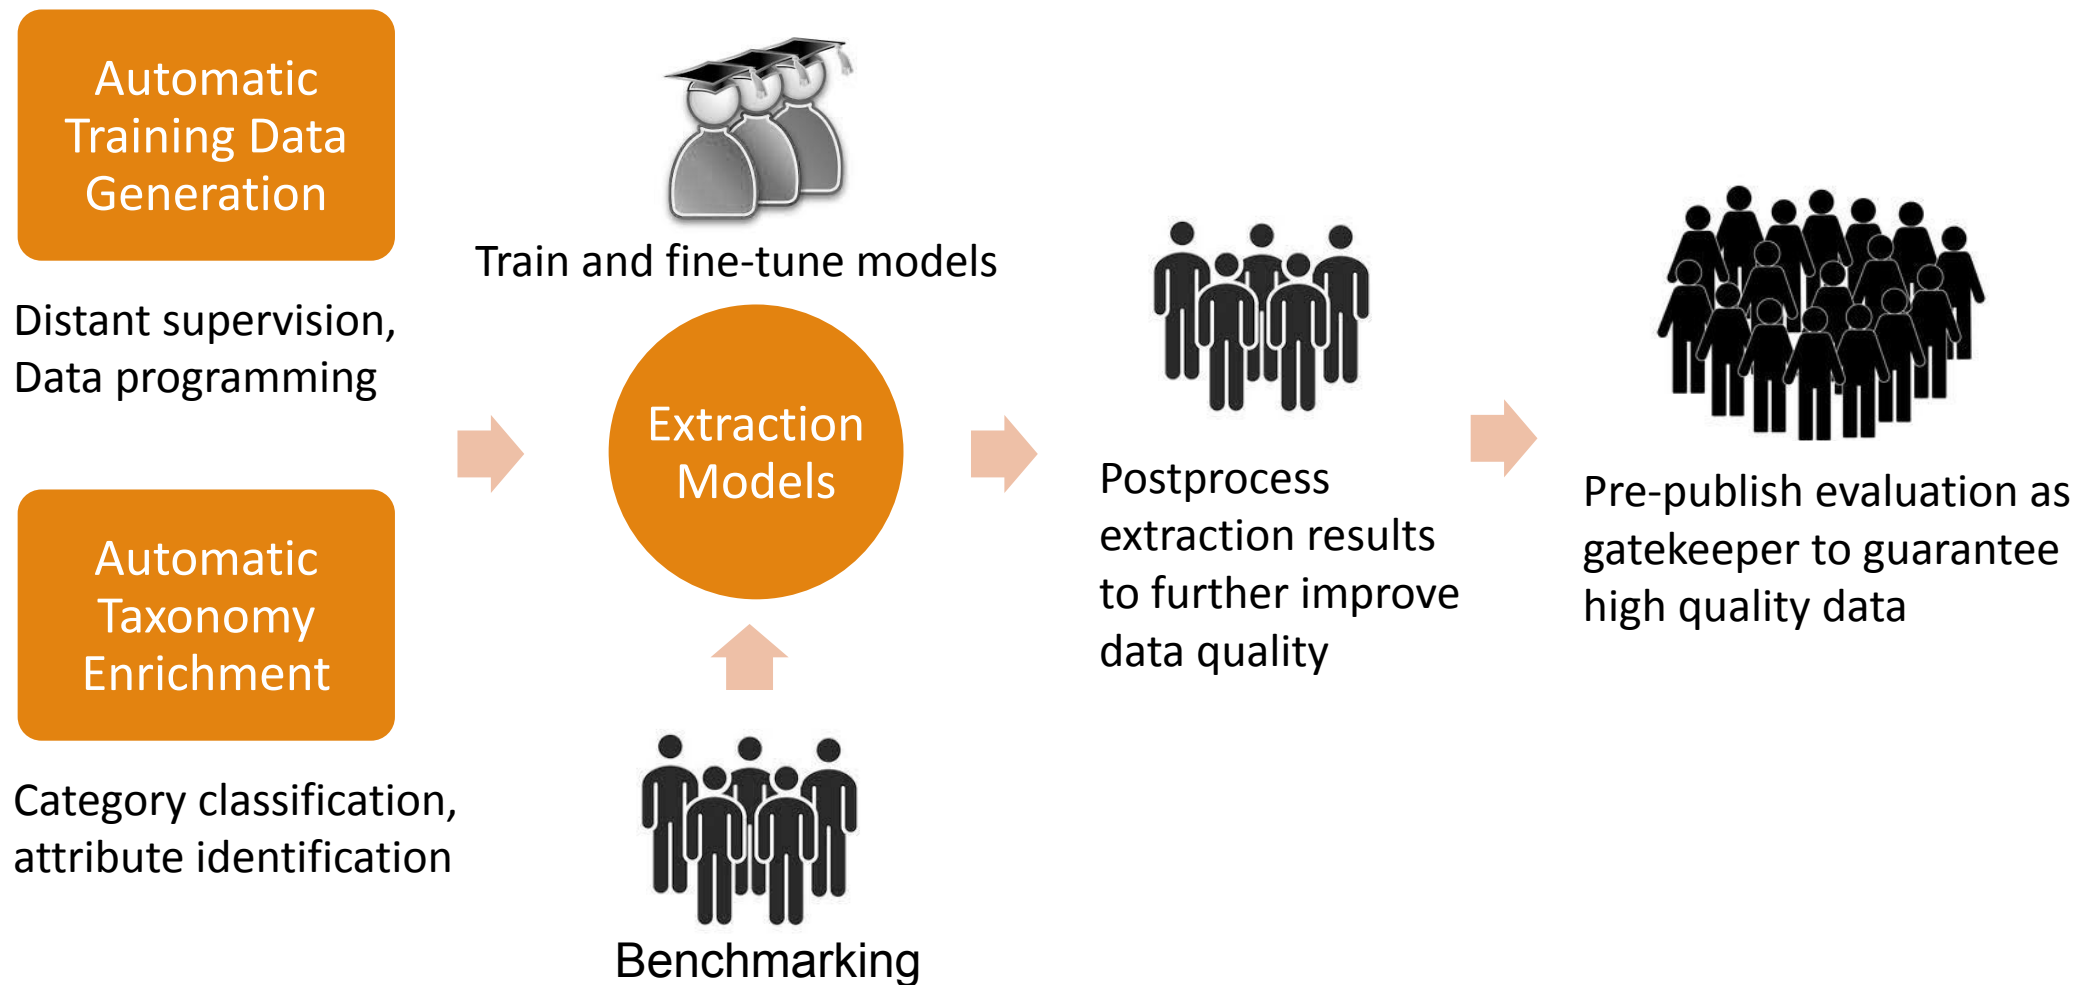 Automatic
Training Data
Generation
Distant supervision,
Data programming
Automatic
Taxonomy
Enrichment
Category classification,
attribute identification
Train and fine-tune models
Extraction
Models
Benchmarking
Postprocess
extraction results
to further improve
data quality
Pre-publish evaluation as
gatekeeper to guarantee
high quality data